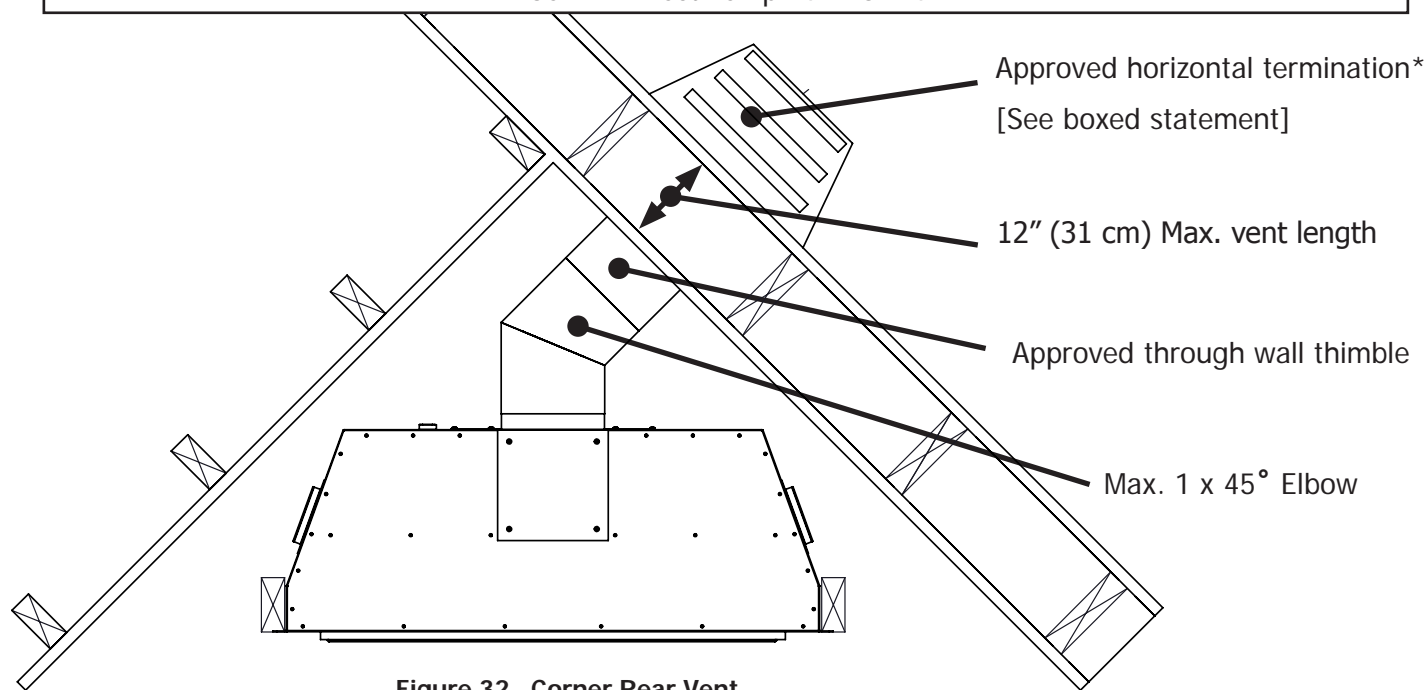 Approved horizontal termination*
[See boxed statement]
12” (31 cm) Max. vent length
Approved through wall thimble
Max. 1 x 45° Elbow
Figure 32. Corner Rear Vent